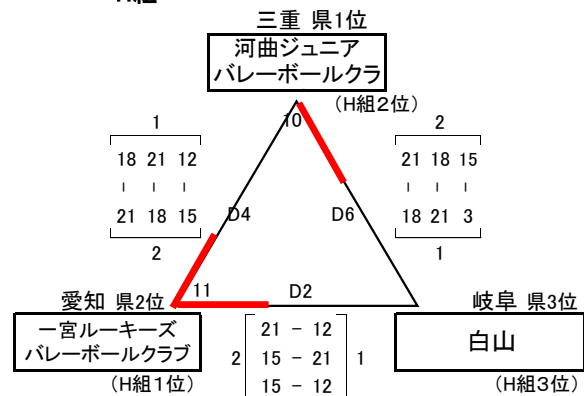 三重 県1位
河曲ジュニア
バレーボールクラ
(H組2位)
10
1
18 21 12
- - -
21 18 15
2
2
21 18 15
- - -
18 21 3
1
D4
D6
11
D2
愛知 県2位
一宮ルーキーズ
バレーボールクラブ
(H組1位)
2
21 - 12
15 - 21
15 - 12
1
岐阜 県3位
白山
(H組3位)